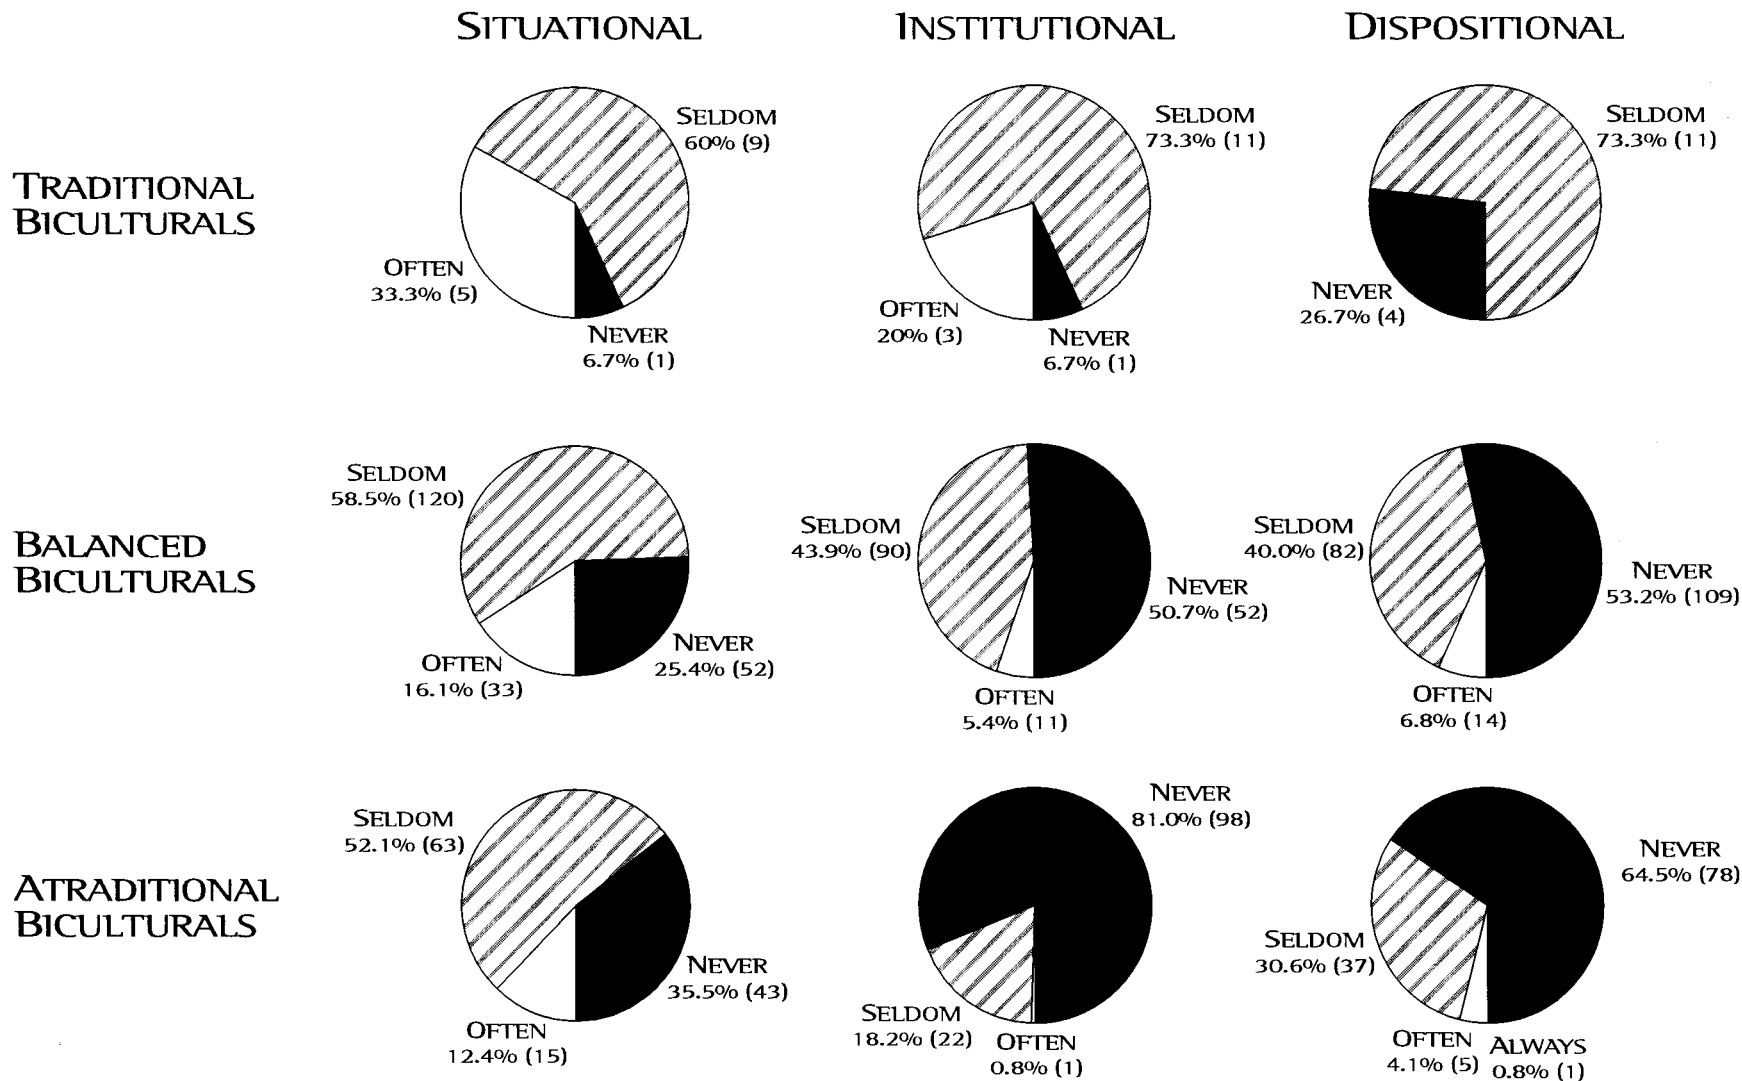 SITUATIONAL
INSTITUTIONAL
DISPOSITIONAL
TRADITIONAL
BICULTURALS
SELDOM
60% (9)
OFTEN
33.3% (5)
NEVER
6.7% (1)
SELDOM
73.3% (11)
OFTEN
20% (3)
NEVER
6.7% (1)
SELDOM
73.3% (11)
NEVER
26.7% (4)
BALANCED
BICULTURALS
SELDOM
58.5% (120)
OFTEN
16.1% (33)
NEVER
25.4% (52)
SELDOM
43.9% (90)
NEVER
50.7% (52)
OFTEN
5.4% (11)
SELDOM
40.0% (82)
NEVER
53.2% (109)
OFTEN
6.8% (14)
ATRADITIONAL
BICULTURALS
SELDOM
52.1% (63)
NEVER
35.5% (43)
OFTEN
12.4% (15)
NEVER
81.0% (98)
SELDOM
18.2% (22)
OFTEN
0.8% (1)
NEVER
64.5% (78)
SELDOM
30.6% (37)
OFTEN
4.1% (5)
ALWAYS
0.8% (1)